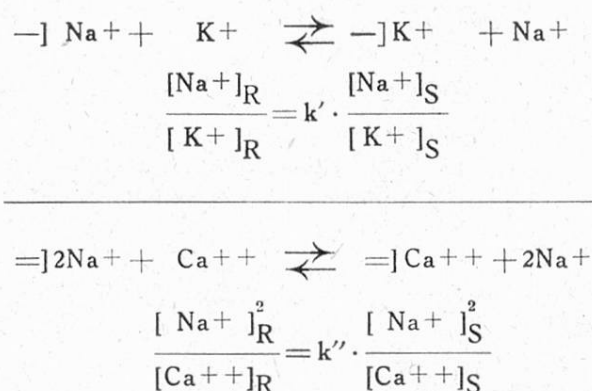 —] Na+ + K+ ⇄ —] K+ + Na+
[Na+]R / [K+]R = k′ · [Na+]S / [K+]S
=] 2Na+ + Ca++ ⇄ =] Ca++ + 2Na+
[Na+]²R / [Ca++]R = k″ · [Na+]²S / [Ca++]S